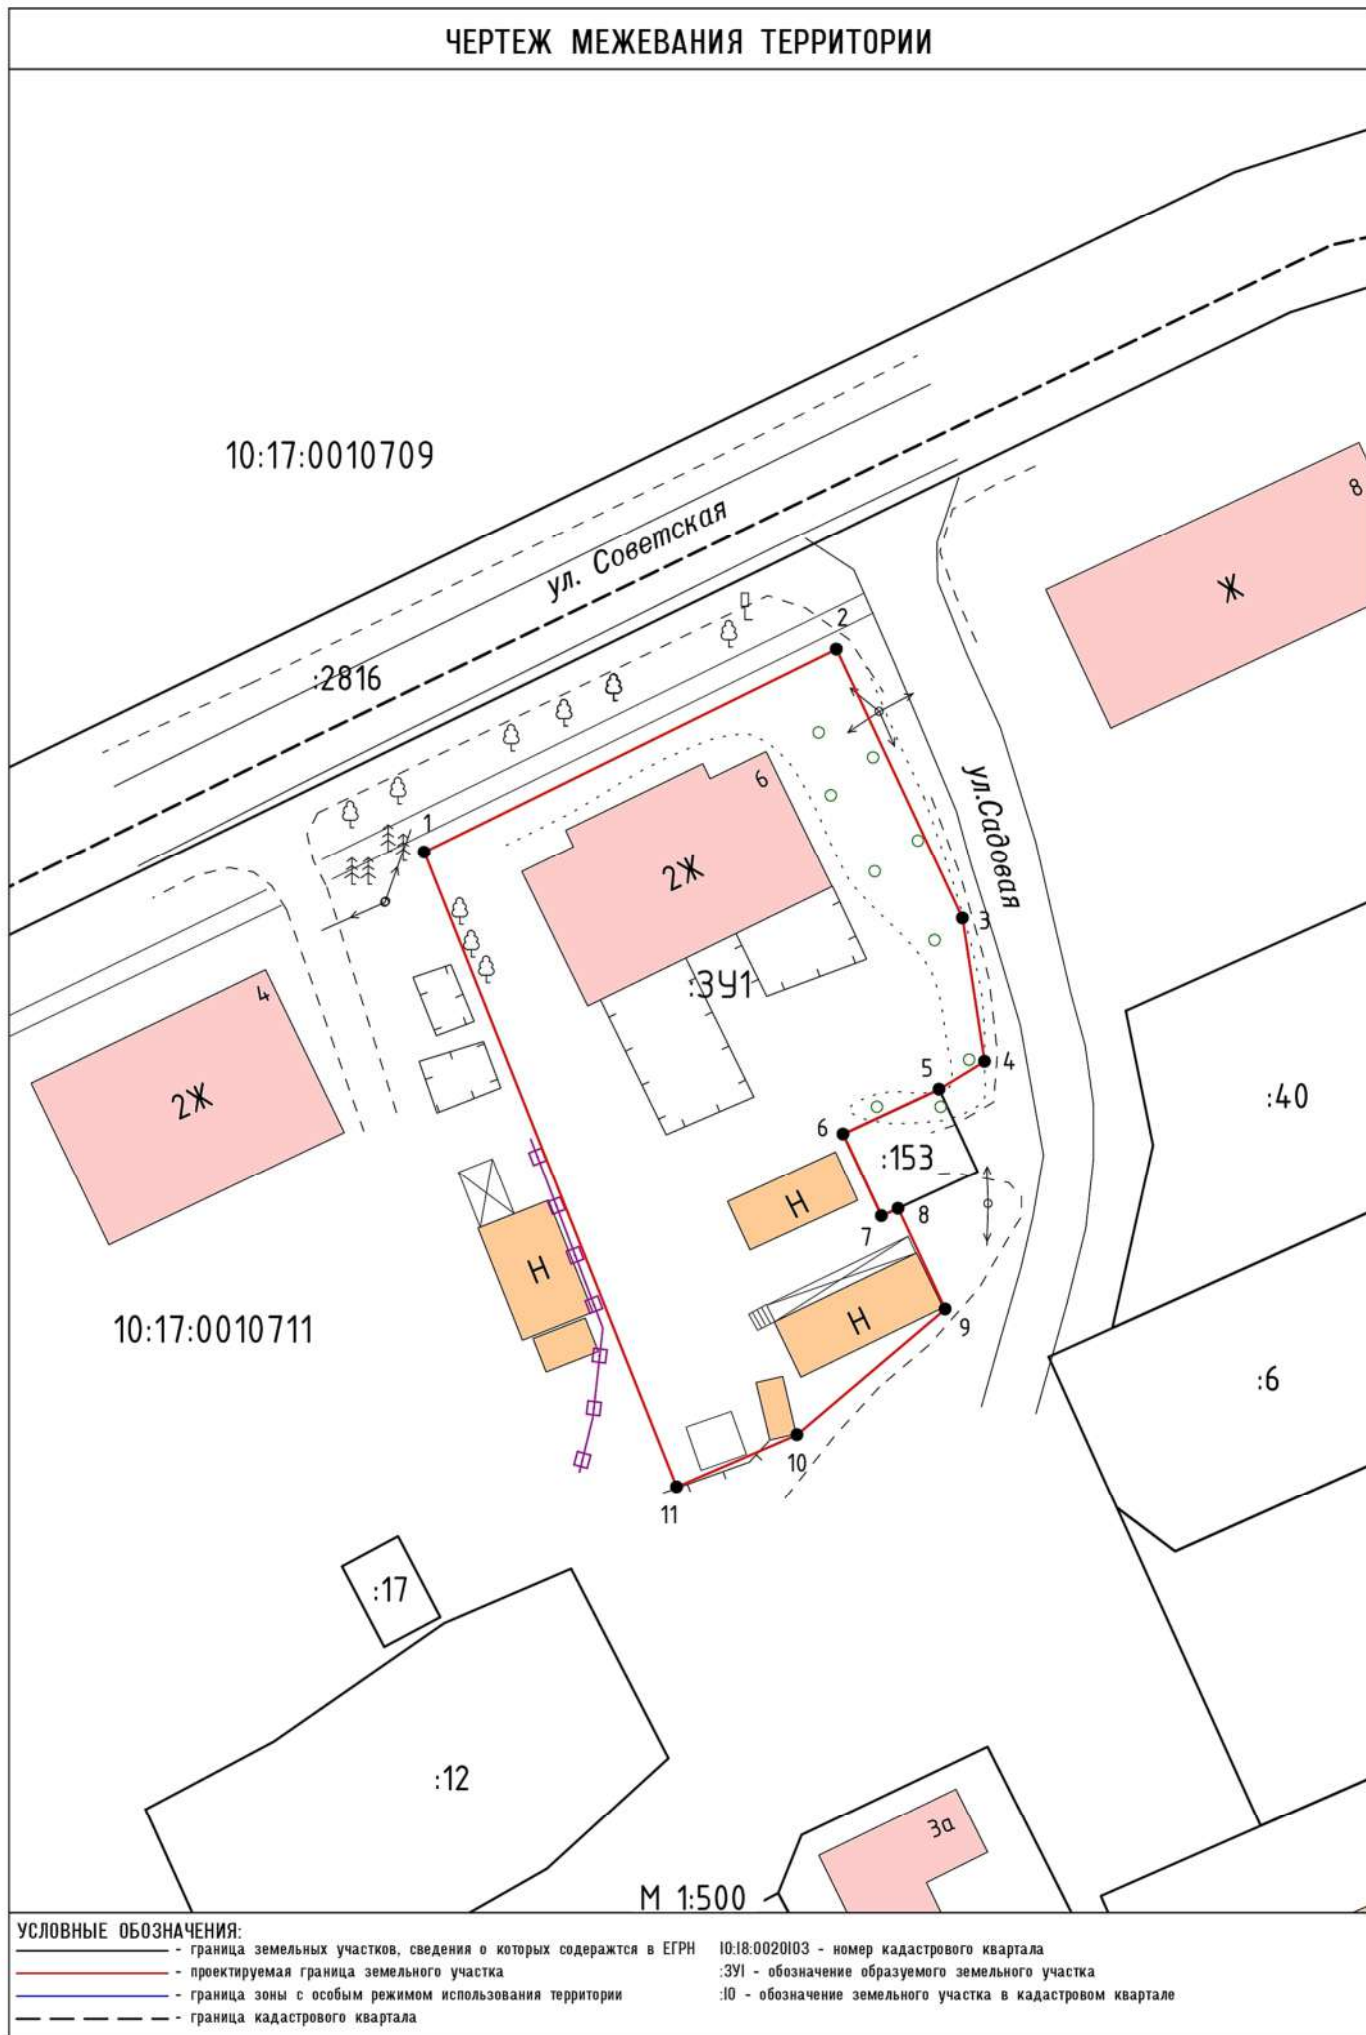 ЧЕРТЕЖ МЕЖЕВАНИЯ ТЕРРИТОРИИ
10:17:0010709
8
ул. Советская
Ж
2
:2816
6
ул.Садовая
1
2Ж
3
4
:ЗУ1
4
5
2Ж
:40
6
:153
Н
7
8
Н
10:17:0010711
Н
9
:6
10
11
:17
:12
3а
М 1:500
УСЛОВНЫЕ ОБОЗНАЧЕНИЯ:
- граница земельных участков, сведения о которых содеражтся в ЕГРН
- проектируемая граница земельного участка
- граница зоны с особым режимом использования территории
- граница кадастрового квартала
10:18:0020103 - номер кадастрового квартала
:ЗУ1 - обозначение образуемого земельного участка
:10 - обозначение земельного участка в кадастровом квартале